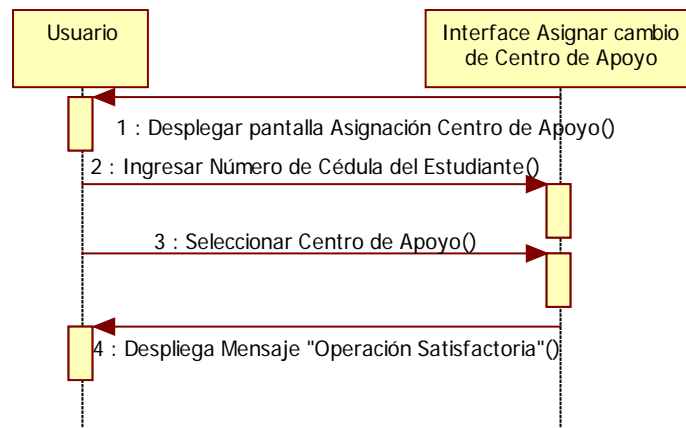 Usuario
Interface Asignar cambio
de Centro de Apoyo
1 : Desplegar pantalla Asignación Centro de Apoyo()
2 : Ingresar Número de Cédula del Estudiante()
3 : Seleccionar Centro de Apoyo()
4 : Despliega Mensaje "Operación Satisfactoria"()